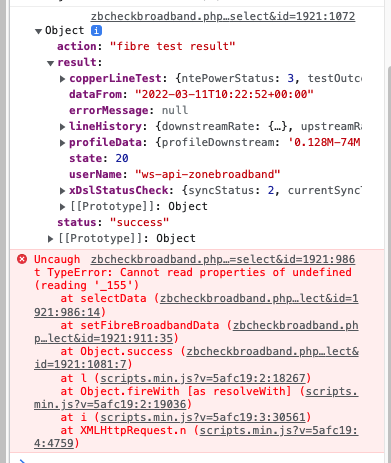 zbcheckbroadband.php…select&id=1921:1072
Object i
action: "fibre test result"
result:
copperLineTest: {ntePowerStatus: 3, testOutc
dataFrom: "2022-03-11T10:22:52+00:00"
errorMessage: null
lineHistory: {downstreamRate: {…}, upstreamRa
profileData: {profileDownstream: '0.128M-74M
state: 20
userName: "ws-api-zonebroadband"
xDslStatusCheck: {syncStatus: 2, currentSync
[[Prototype]]: Object
status: "success"
[[Prototype]]: Object
Uncaugh zbcheckbroadband.php…=select&id=1921:986
t TypeError: Cannot read properties of undefined
(reading '_155')
at selectData (zbcheckbroadband.php…lect&id=1
921:986:14)
at setFibreBroadbandData (zbcheckbroadband.ph
p…lect&id=1921:911:35)
at Object.success (zbcheckbroadband.php…lect&
id=1921:1081:7)
at l (scripts.min.js?v=5afc19:2:18267)
at Object.fireWith [as resolveWith] (scripts.
min.js?v=5afc19:2:19036)
at i (scripts.min.js?v=5afc19:3:30561)
at XMLHttpRequest.n (scripts.min.js?v=5afc19:
4:4759)